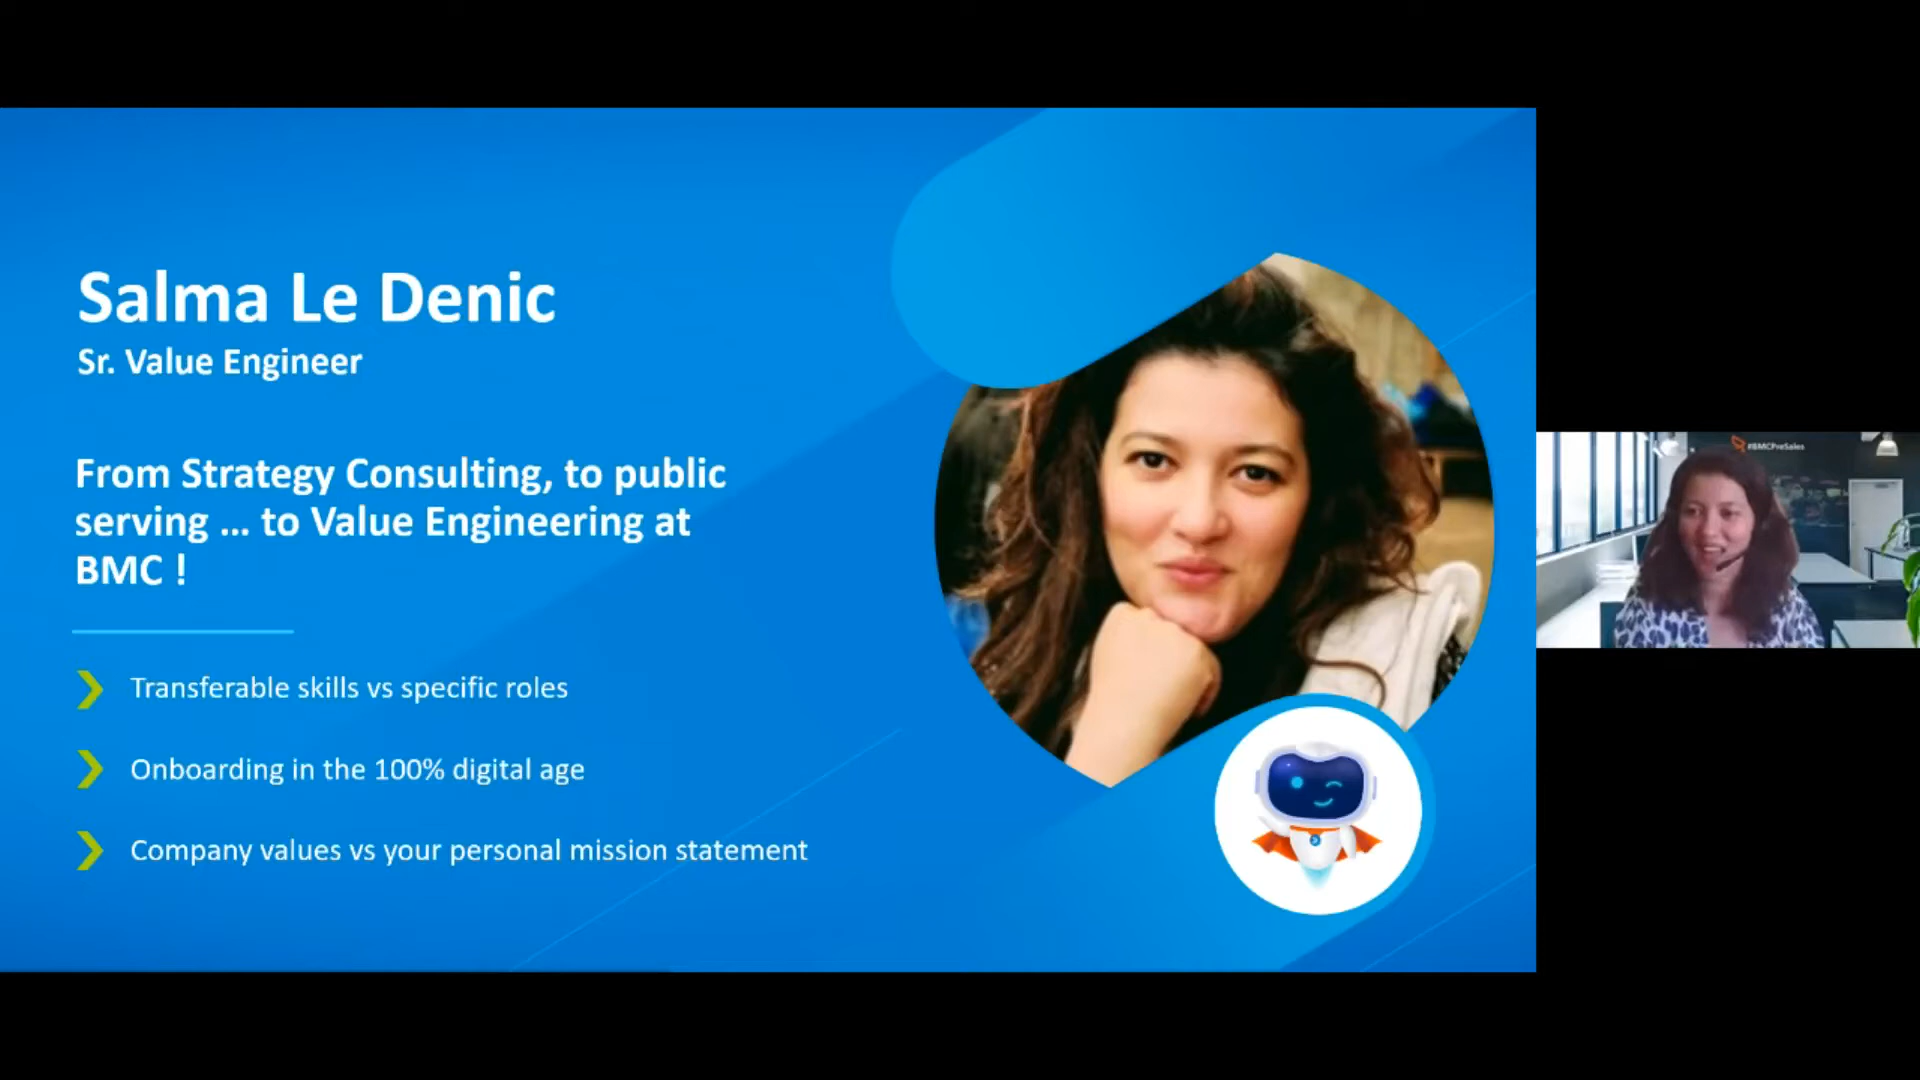 Salma Le Denic
Sr. Value Engineer
From Strategy Consulting, to public
serving ... to Value Engineering at
BMC !
Transferable skills vs specific roles
Onboarding in the 100% digital age
Company values vs your personal mission statement
#BMCPreSales